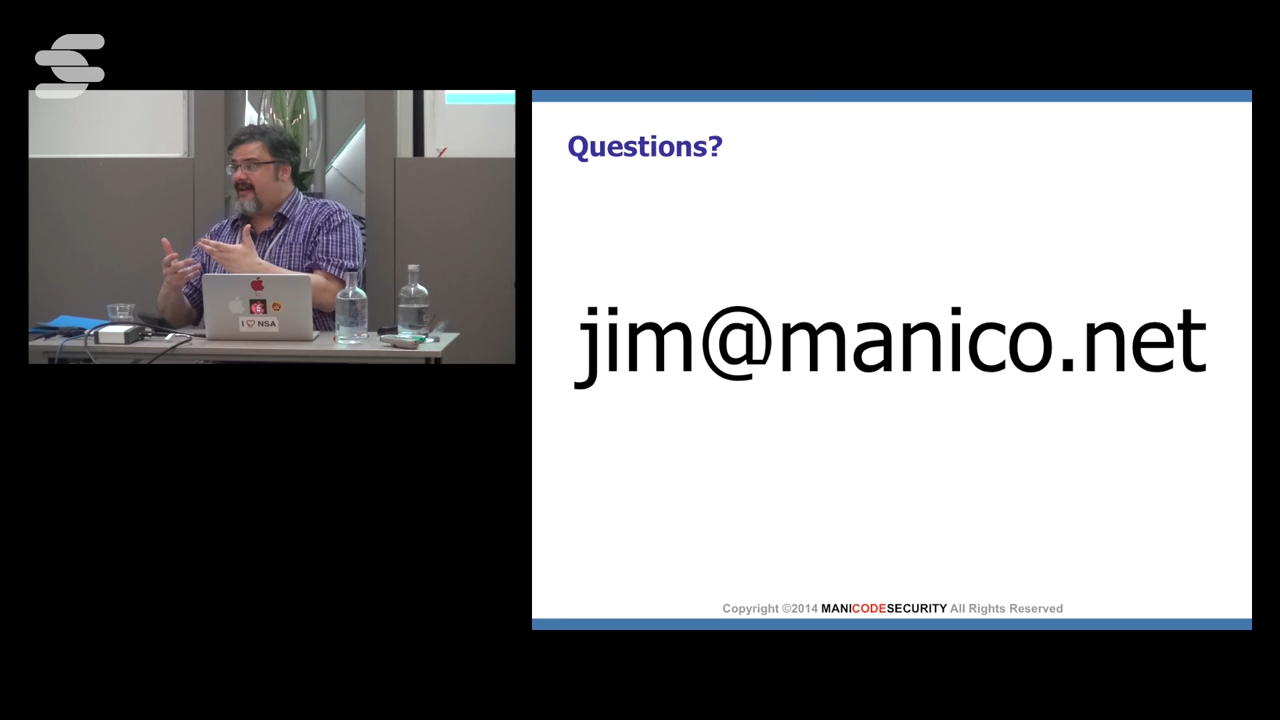 Questions?
jim@manico.net
I ♡ NSA
Copyright ©2014 MANICODESECURITY All Rights Reserved